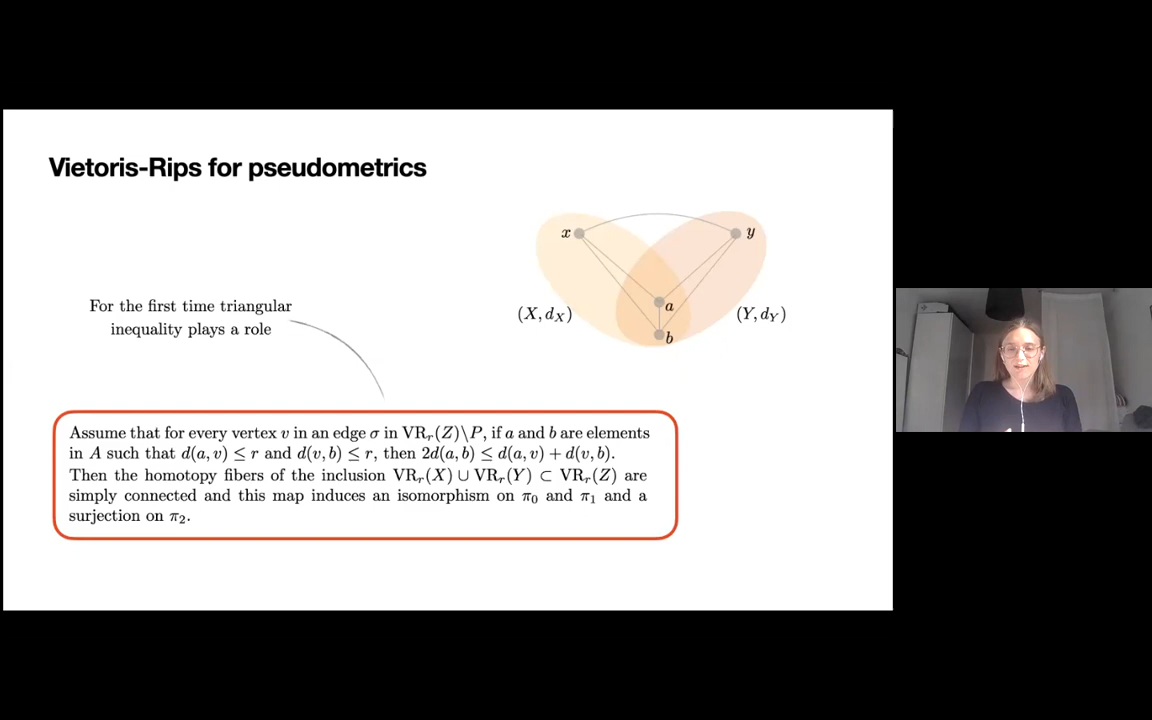 Vietoris-Rips for pseudometrics
x
y
a
b
(X, d_X)
(Y, d_Y)
For the first time triangular
inequality plays a role
Assume that for every vertex v in an edge σ in VR_r(Z)\P, if a and b are elements
in A such that d(a, v) ≤ r and d(v, b) ≤ r, then 2d(a, b) ≤ d(a, v) + d(v, b).
Then the homotopy fibers of the inclusion VR_r(X) ∪ VR_r(Y) ⊂ VR_r(Z) are
simply connected and this map induces an isomorphism on π_0 and π_1 and a
surjection on π_2.